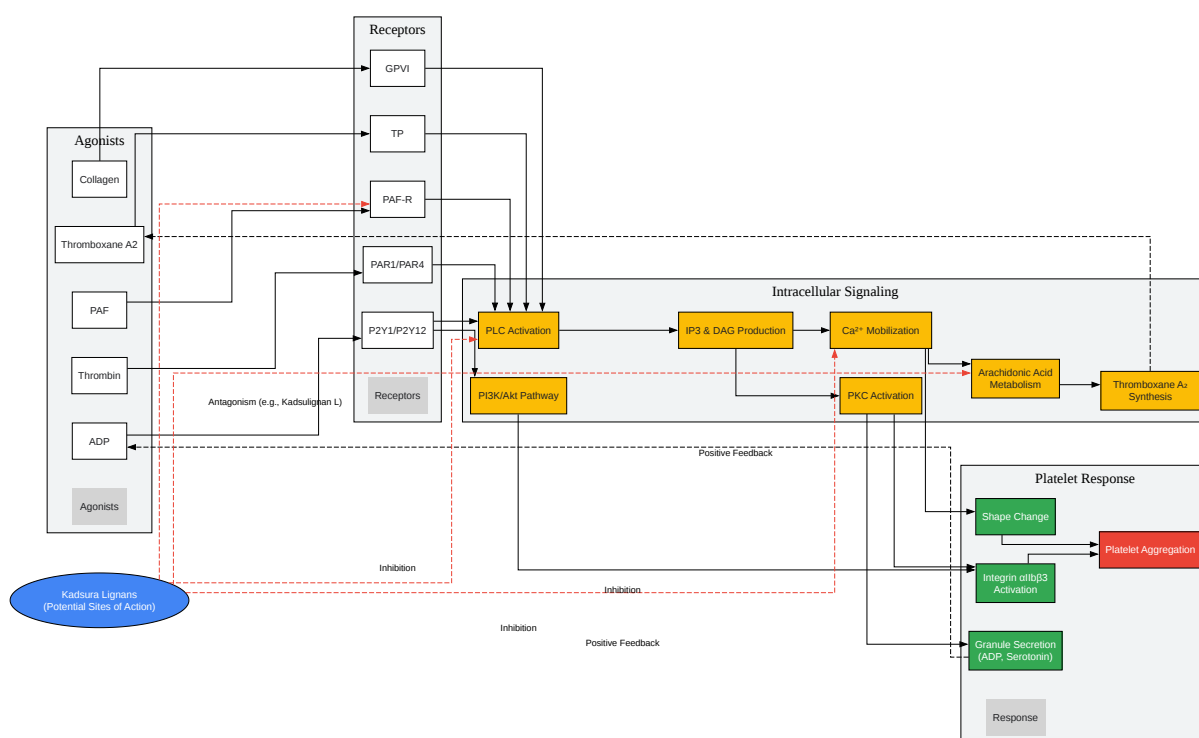 Receptors
GPVI
Agonists
TP
Collagen
PAF-R
Thromboxane A2
PAR1/PAR4
Intracellular Signaling
PAF
P2Y1/P2Y12
PLC Activation
IP3 & DAG Production
Ca²⁺ Mobilization
Thrombin
Arachidonic Acid
Metabolism
Receptors
PI3K/Akt Pathway
PKC Activation
Thromboxane A₂
Synthesis
Antagonism (e.g., Kadsulignan L)
ADP
Positive Feedback
Platelet Response
Agonists
Shape Change
Platelet Aggregation
Inhibition
Integrin αIIbβ3
Activation
Inhibition
Kadsura Lignans
(Potential Sites of Action)
Inhibition
Positive Feedback
Granule Secretion
(ADP, Serotonin)
Response